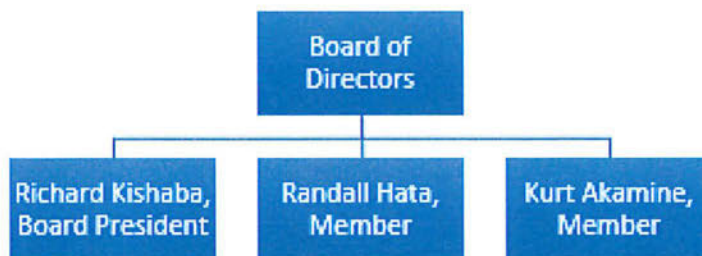 Board of
Directors
Richard Kishaba,
Board President
Randall Hata,
Member
Kurt Akamine,
Member